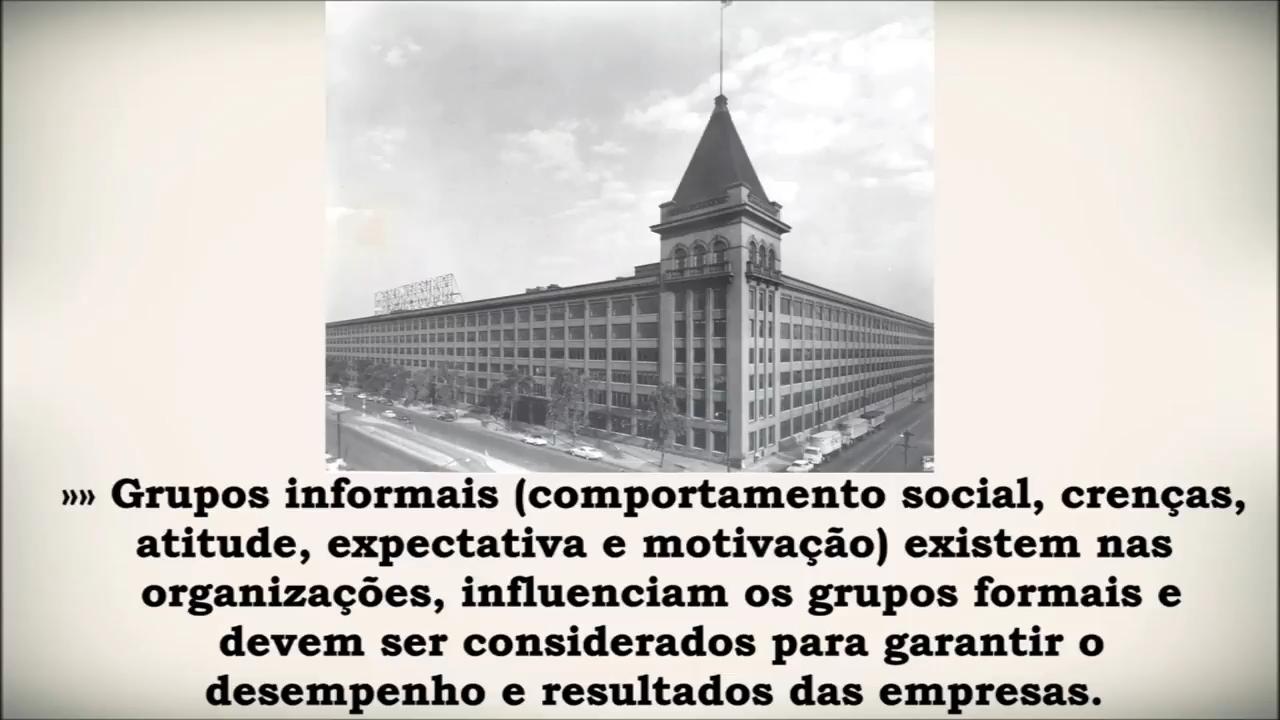 »» Grupos informais (comportamento social, crenças,
atitude, expectativa e motivação) existem nas
organizações, influenciam os grupos formais e
devem ser considerados para garantir o
desempenho e resultados das empresas.